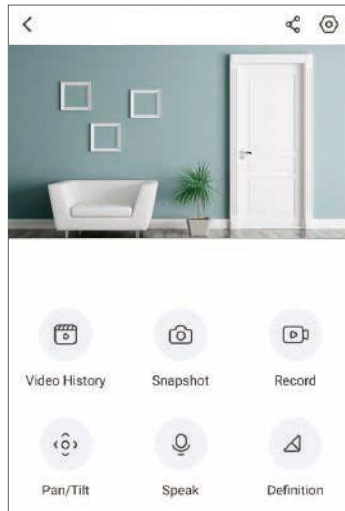 Video History
Snapshot
Record
Pan/Tilt
Speak
Definition